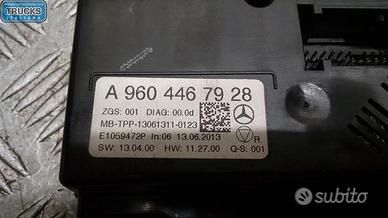 TRUCKS
ITALIANA
A 960 446 79 28
ZGS: 001 DIAG: 00.0d
MB-TPP-13061311-0123
E1059472P In:06 13.06.2013
R
SW: 13.04.00 HW: 11.27.00 Q-S: 001
subito